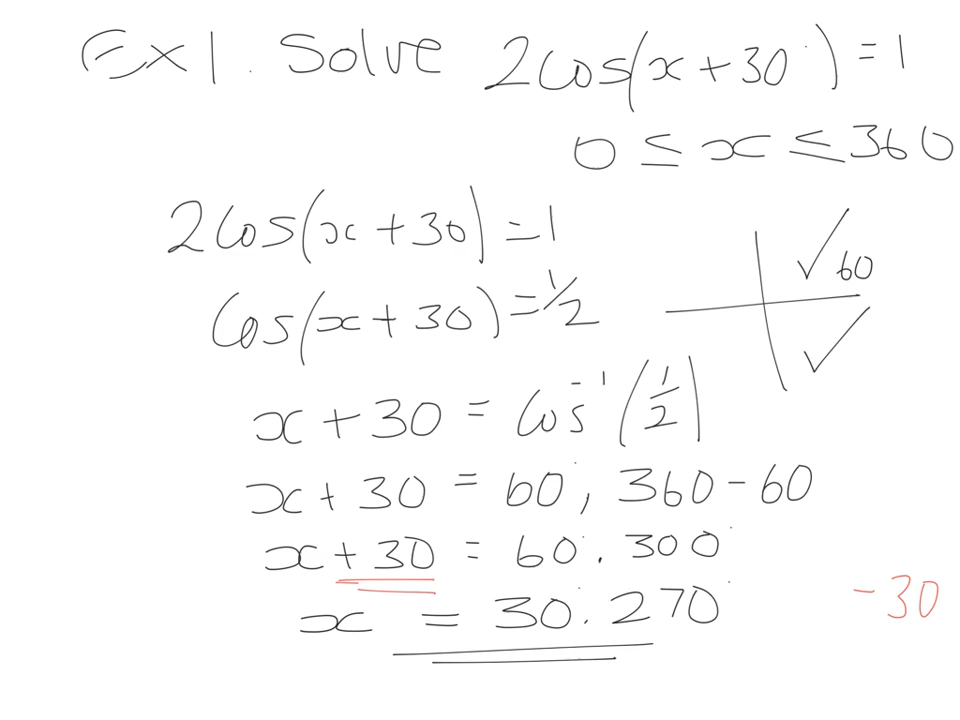 Ex 1. Solve 2cos(x+30°)=1
0 ≤ x ≤ 360
2cos(x+30)=1
60
cos(x+30)=1/2
x+30 = cos⁻¹(1/2)
x+30 = 60°, 360-60
x+30 = 60°. 300°
x = 30°. 270°
-30